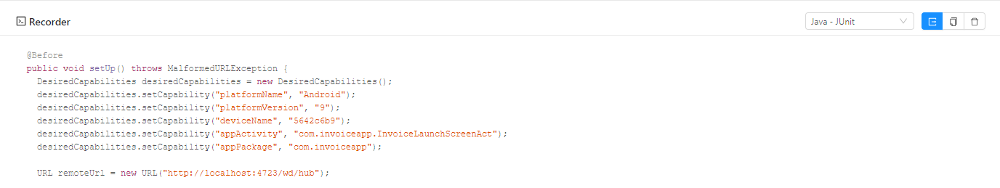 Recorder
Java - JUnit
@Before
public void setUp() throws MalformedURLException {
  DesiredCapabilities desiredCapabilities = new DesiredCapabilities();
  desiredCapabilities.setCapability("platformName", "Android");
  desiredCapabilities.setCapability("platformVersion", "9");
  desiredCapabilities.setCapability("deviceName", "5642c6b9");
  desiredCapabilities.setCapability("appActivity", "com.invoiceapp.InvoiceLaunchScreenAct");
  desiredCapabilities.setCapability("appPackage", "com.invoiceapp");
  URL remoteUrl = new URL("http://localhost:4723/wd/hub");